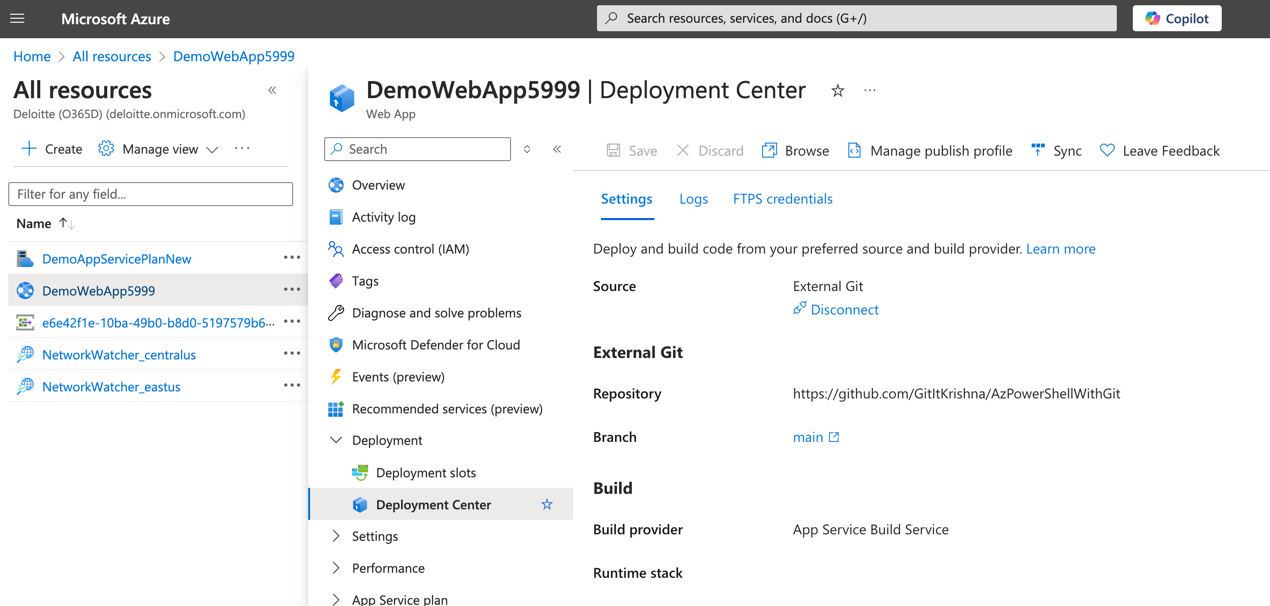 Microsoft Azure
Search resources, services, and docs (G+/)
Copilot
Home > All resources > DemoWebApp5999
All resources
Deloitte (O365D) (deloitte.onmicrosoft.com)
Create Manage view ...
Filter for any field...
Name
DemoAppServicePlanNew
DemoWebApp5999
e6e42f1e-10ba-49b0-b8d0-5197579b6...
NetworkWatcher_centralus
NetworkWatcher_eastus
DemoWebApp5999 | Deployment Center
Web App
Search
Overview
Activity log
Access control (IAM)
Tags
Diagnose and solve problems
Microsoft Defender for Cloud
Events (preview)
Recommended services (preview)
Deployment
Deployment slots
Deployment Center
Settings
Performance
App Service plan
Save Discard Browse Manage publish profile Sync Leave Feedback
Settings Logs FTPS credentials
Deploy and build code from your preferred source and build provider. Learn more
Source External Git
Disconnect
External Git
Repository https://github.com/GitItKrishna/AzPowerShellWithGit
Branch main
Build
Build provider App Service Build Service
Runtime stack